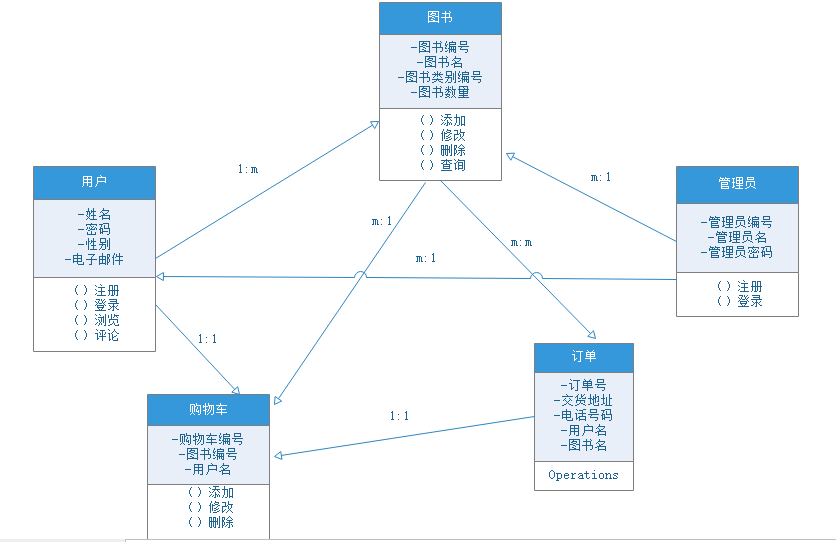 图书
-图书编号
-图书名
-图书类别编号
-图书数量
()添加
()修改
()删除
()查询
1:m
m:1
用户
-姓名
-密码
-性别
-电子邮件
()注册
()登录
()浏览
()评论
管理员
-管理员编号
-管理员名
-管理员密码
()注册
()登录
m:1
m:m
m:1
1:1
购物车
-购物车编号
-图书编号
-用户名
()添加
()修改
()删除
1:1
订单
-订单号
-交货地址
-电话号码
-用户名
-图书名
Operations